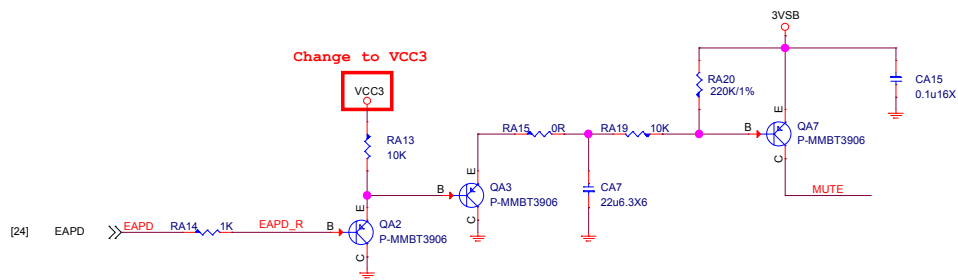 3VSB
Change to VCC3
E
RA20
220K/1%
CA15
0.1u16X
VCC3
RA13
10K
RA15
0R
RA19
10K
B
QA7
P-MMBT3906
C
E
B
QA3
P-MMBT3906
C
CA7
22u6.3X6
MUTE
E
[24]
EAPD
EAPD
RA14
1K
EAPD_R
B
QA2
P-MMBT3906
C